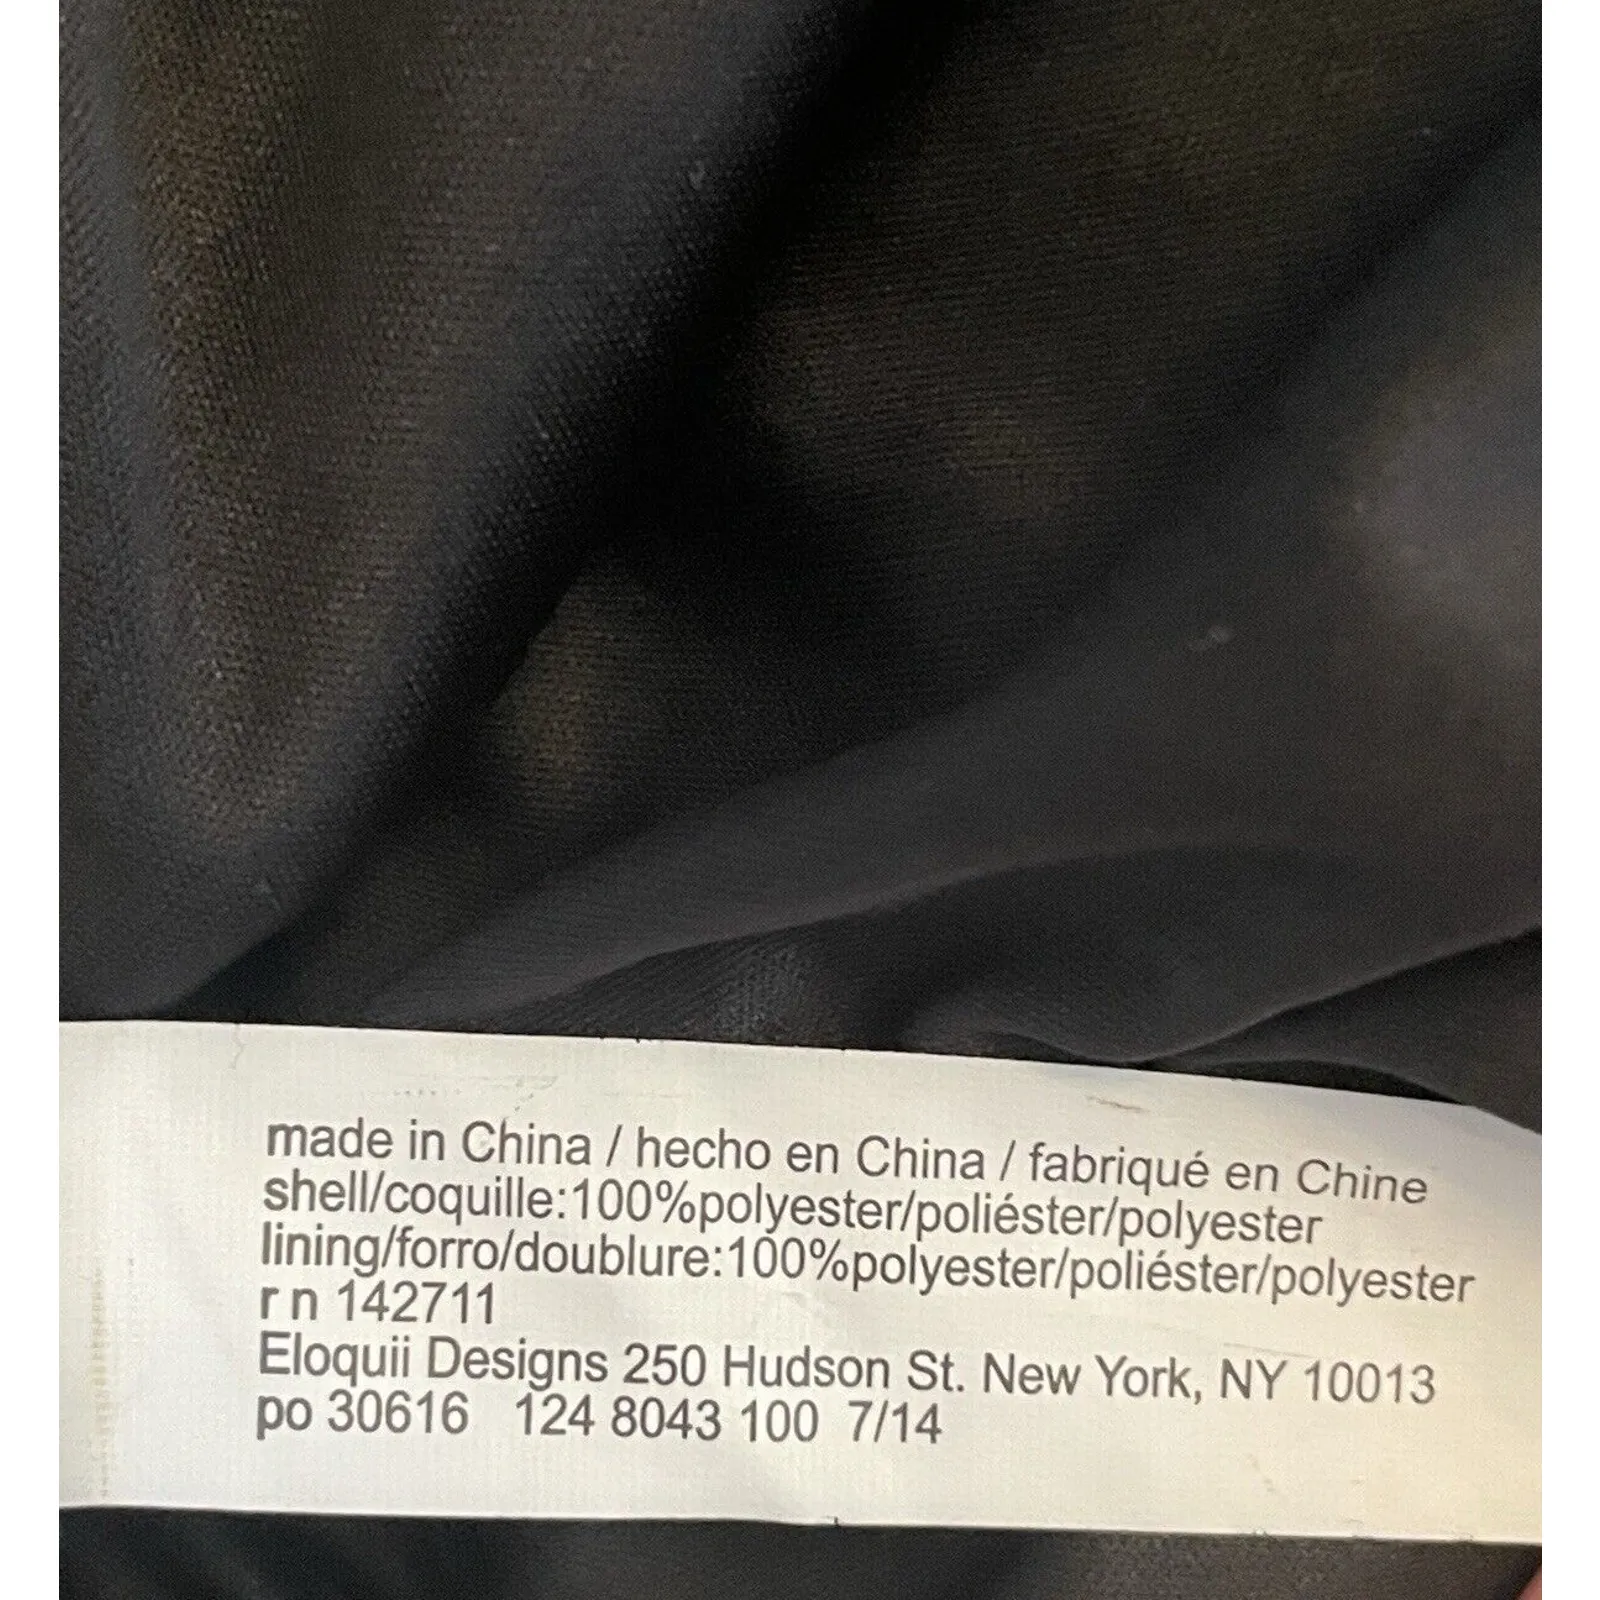 made in China / hecho en China / fabriqué en Chine
shell/coquille:100%polyester/poliéster/polyester
lining/forro/doublure:100%polyester/poliéster/polyester
r n 142711
Eloquii Designs 250 Hudson St. New York, NY 10013
po 30616 124 8043 100 7/14